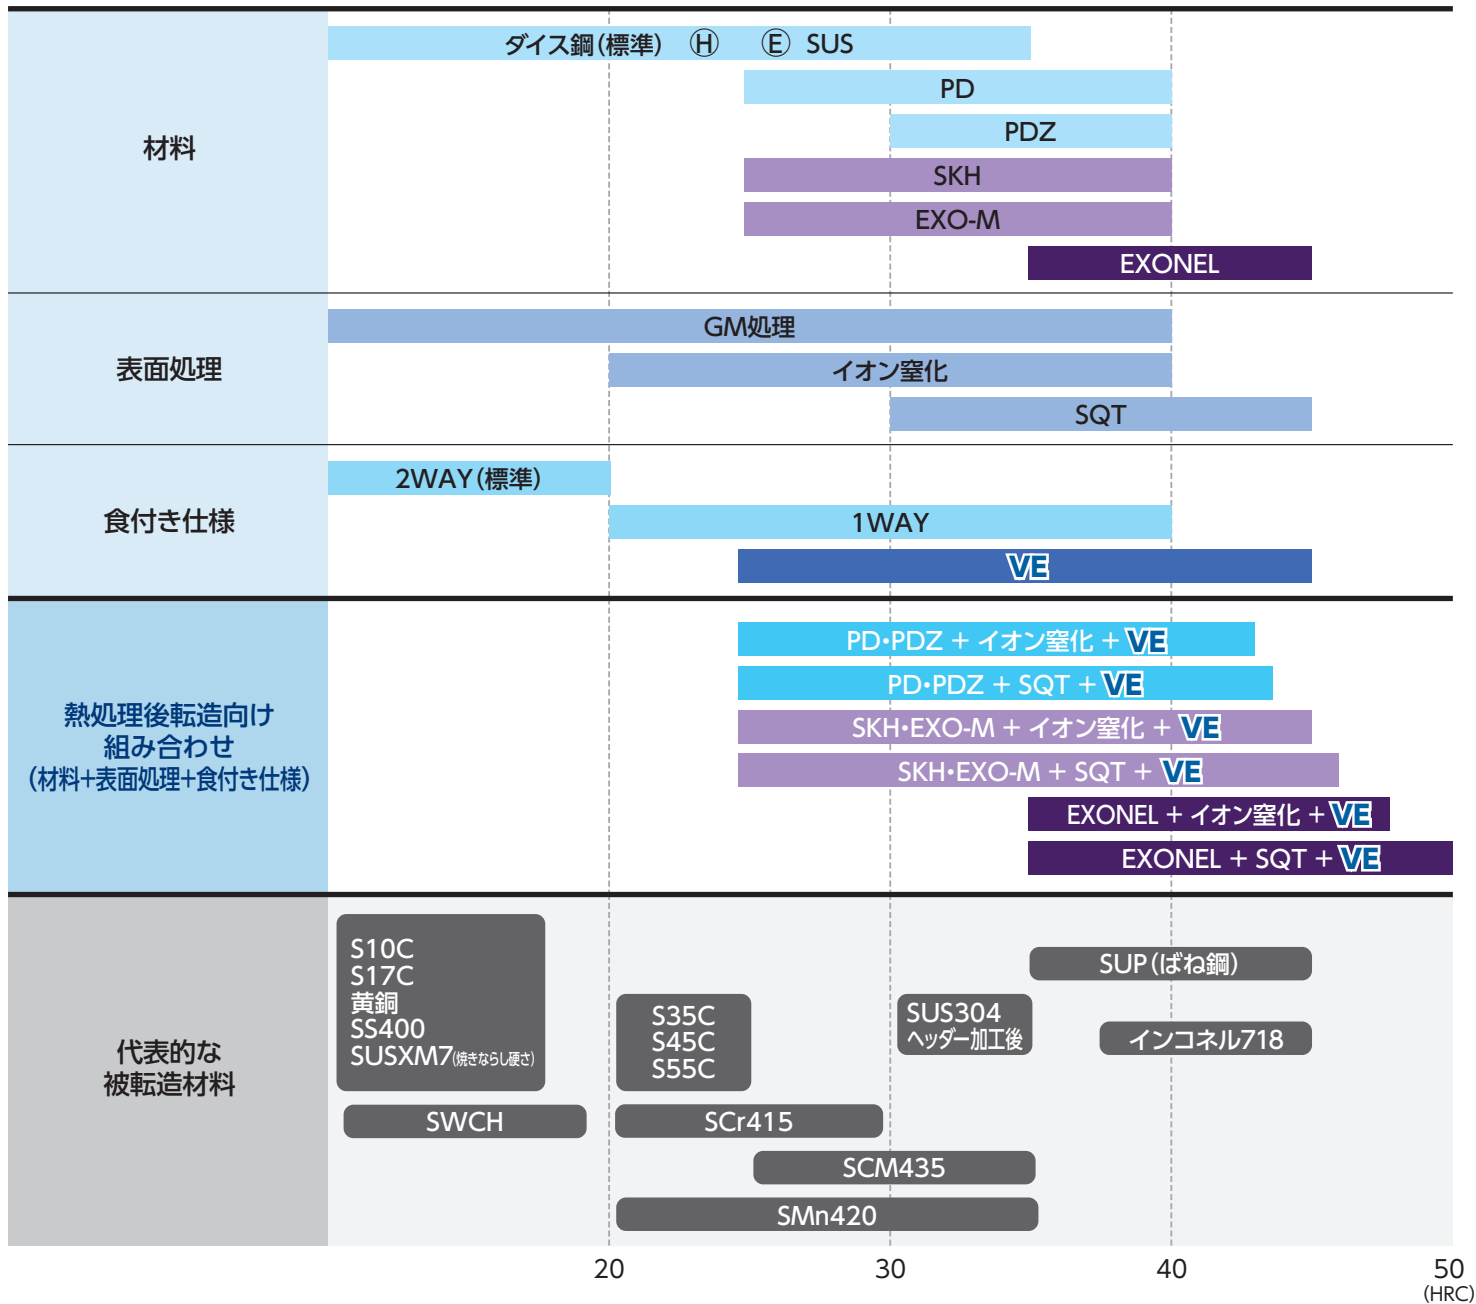 材料
ダイス鋼(標準) Ⓗ Ⓔ SUS
PD
PDZ
SKH
EXO-M
EXONEL
表面処理
GM処理
イオン窒化
SQT
食付き仕様
2WAY(標準)
1WAY
VE
熱処理後転造向け
組み合わせ
(材料+表面処理+食付き仕様)
PD•PDZ + イオン窒化 + VE
PD•PDZ + SQT + VE
SKH•EXO-M + イオン窒化 + VE
SKH•EXO-M + SQT + VE
EXONEL + イオン窒化 + VE
EXONEL + SQT + VE
代表的な
被転造材料
S10C
S17C
黄銅
SS400
SUSXM7(焼きならし硬さ)
SWCH
S35C
S45C
S55C
SCr415
SCM435
SMn420
SUS304
ヘッダー加工後
SUP(ばね鋼)
インコネル718
20
30
40
50
(HRC)